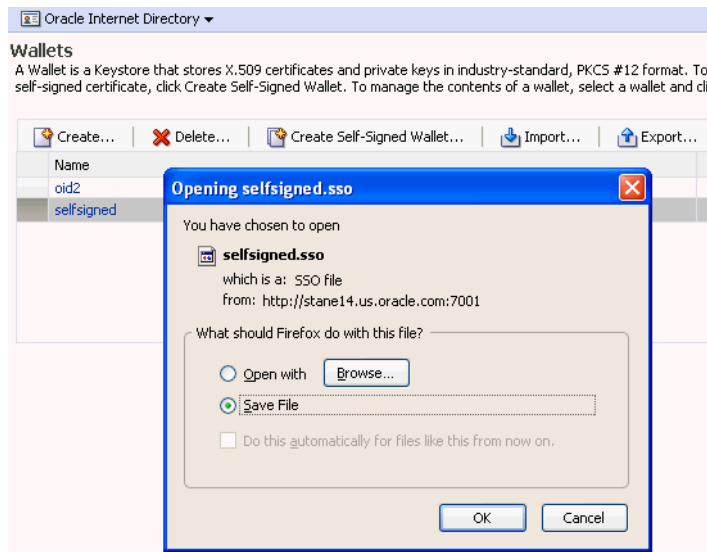 Oracle Internet Directory
Wallets
A Wallet is a Keystore that stores X.509 certificates and private keys in industry-standard, PKCS #12 format. To
self-signed certificate, click Create Self-Signed Wallet. To manage the contents of a wallet, select a wallet and cli
Create... Delete... Create Self-Signed Wallet... Import... Export...
Name
oid2
selfsigned
Opening selfsigned.sso
You have chosen to open
selfsigned.sso
which is a: SSO file
from: http://stane14.us.oracle.com:7001
What should Firefox do with this file?
Open with Browse...
Save File
Do this automatically for files like this from now on.
OK Cancel